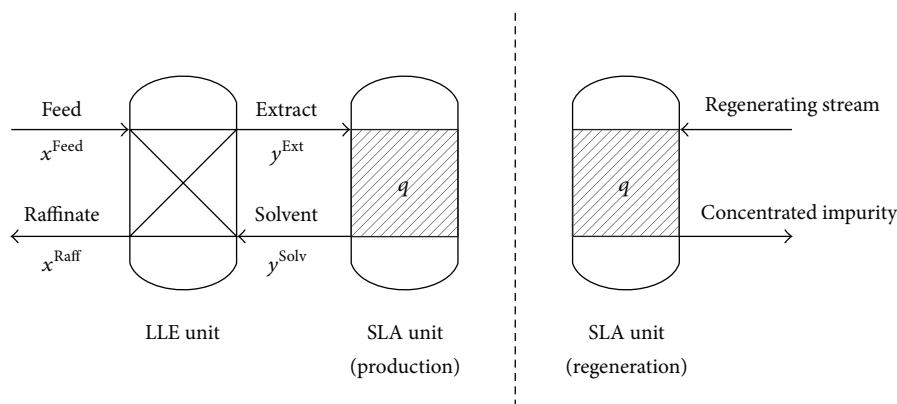 Feed
x^Feed
Raffinate
x^Raff
Extract
y^Ext
Solvent
y^Solv
q
LLE unit
SLA unit
(production)
Regenerating stream
q
Concentrated impurity
SLA unit
(regeneration)